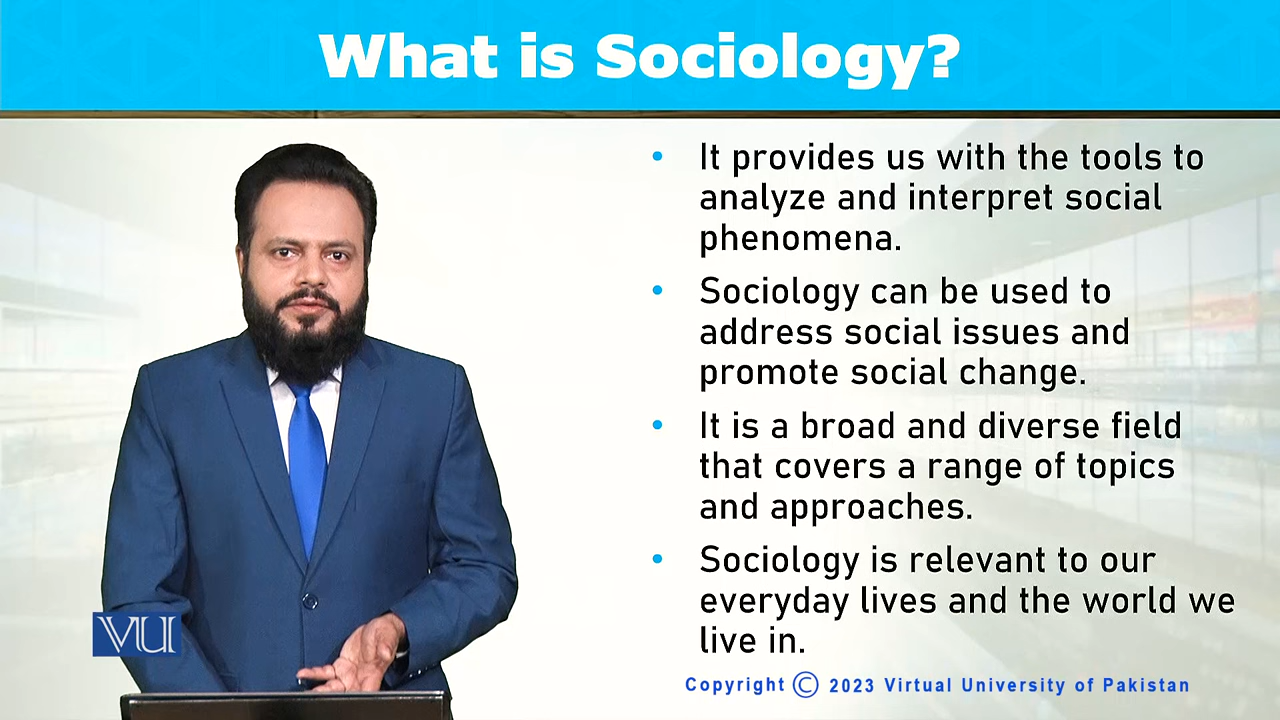 What is Sociology?
• It provides us with the tools to
analyze and interpret social
phenomena.
• Sociology can be used to
address social issues and
promote social change.
• It is a broad and diverse field
that covers a range of topics
and approaches.
• Sociology is relevant to our
everyday lives and the world we
live in.
VU
Copyright © 2023 Virtual University of Pakistan